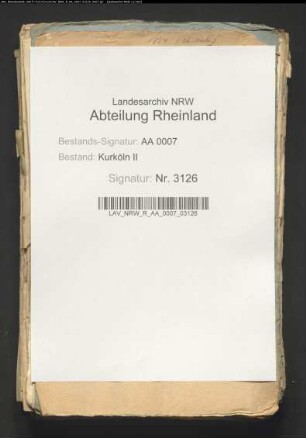 Landesarchiv NRW
Abteilung Rheinland
Bestands-Signatur: AA 0007
Bestand: Kurköln II
Signatur: Nr. 3126
LAV_NRW_R_AA_0007_03126